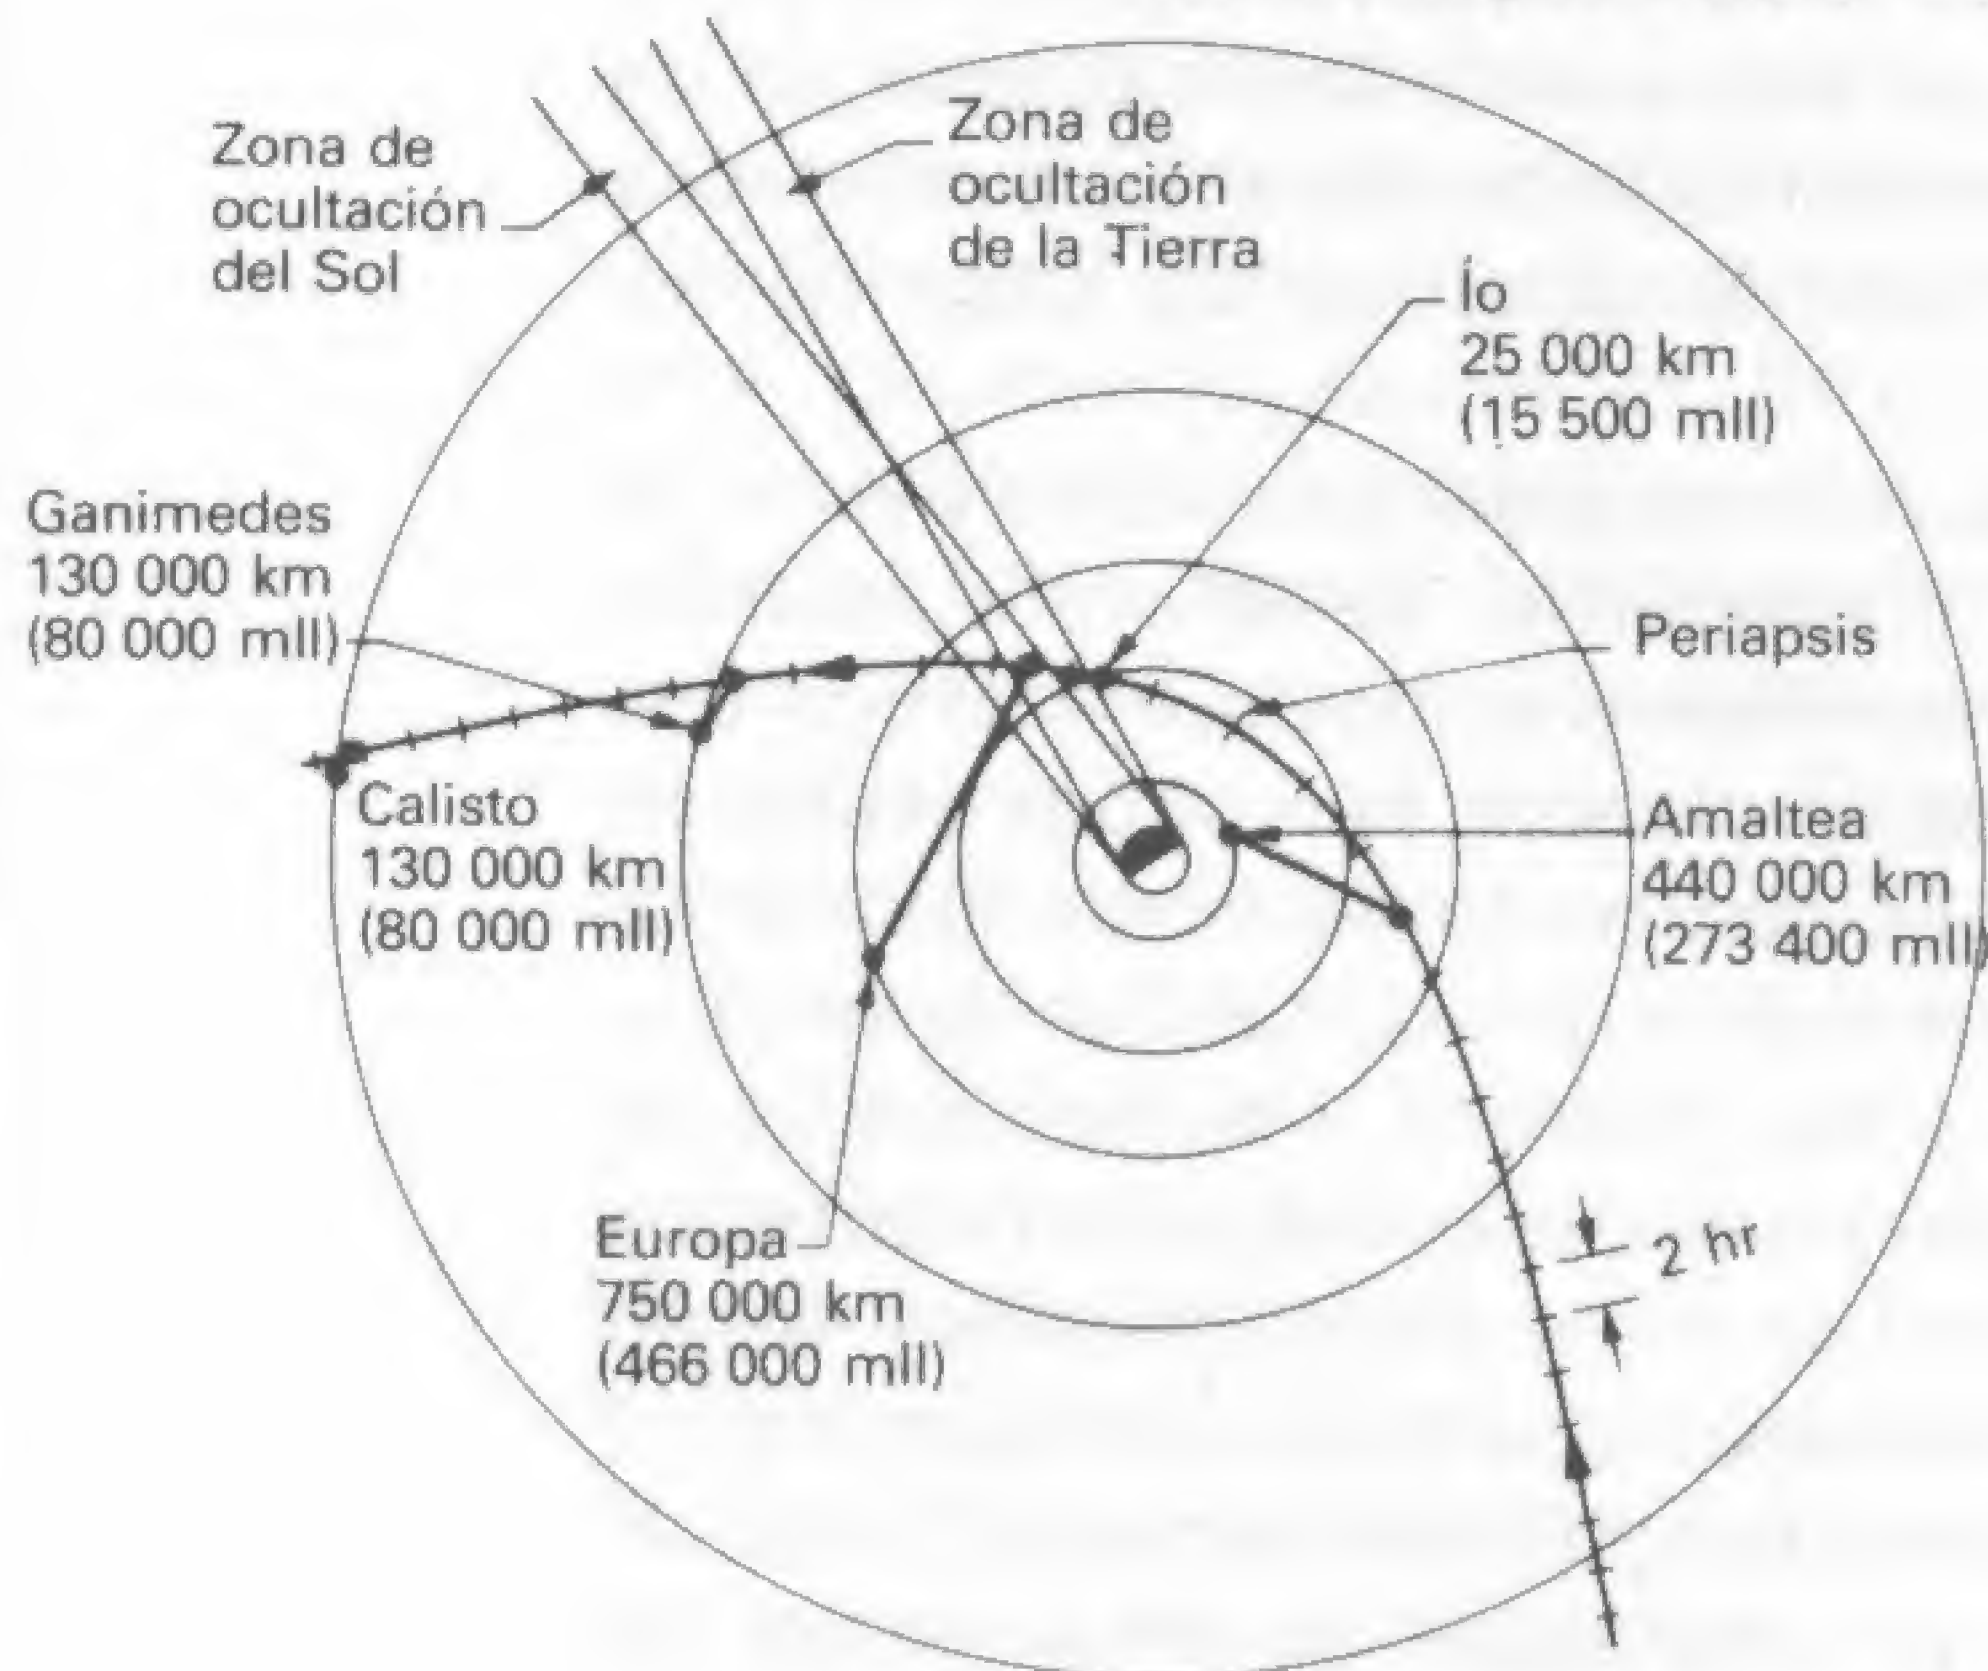 Zona de
ocultación
del Sol
Zona de
ocultación
de la Tierra
Ío
25 000 km
(15 500 mll)
Ganimedes
130 000 km
(80 000 mll)
Periapsis
Calisto
130 000 km
(80 000 mll)
Amaltea
440 000 km
(273 400 mll)
Europa
750 000 km
(466 000 mll)
2 hr